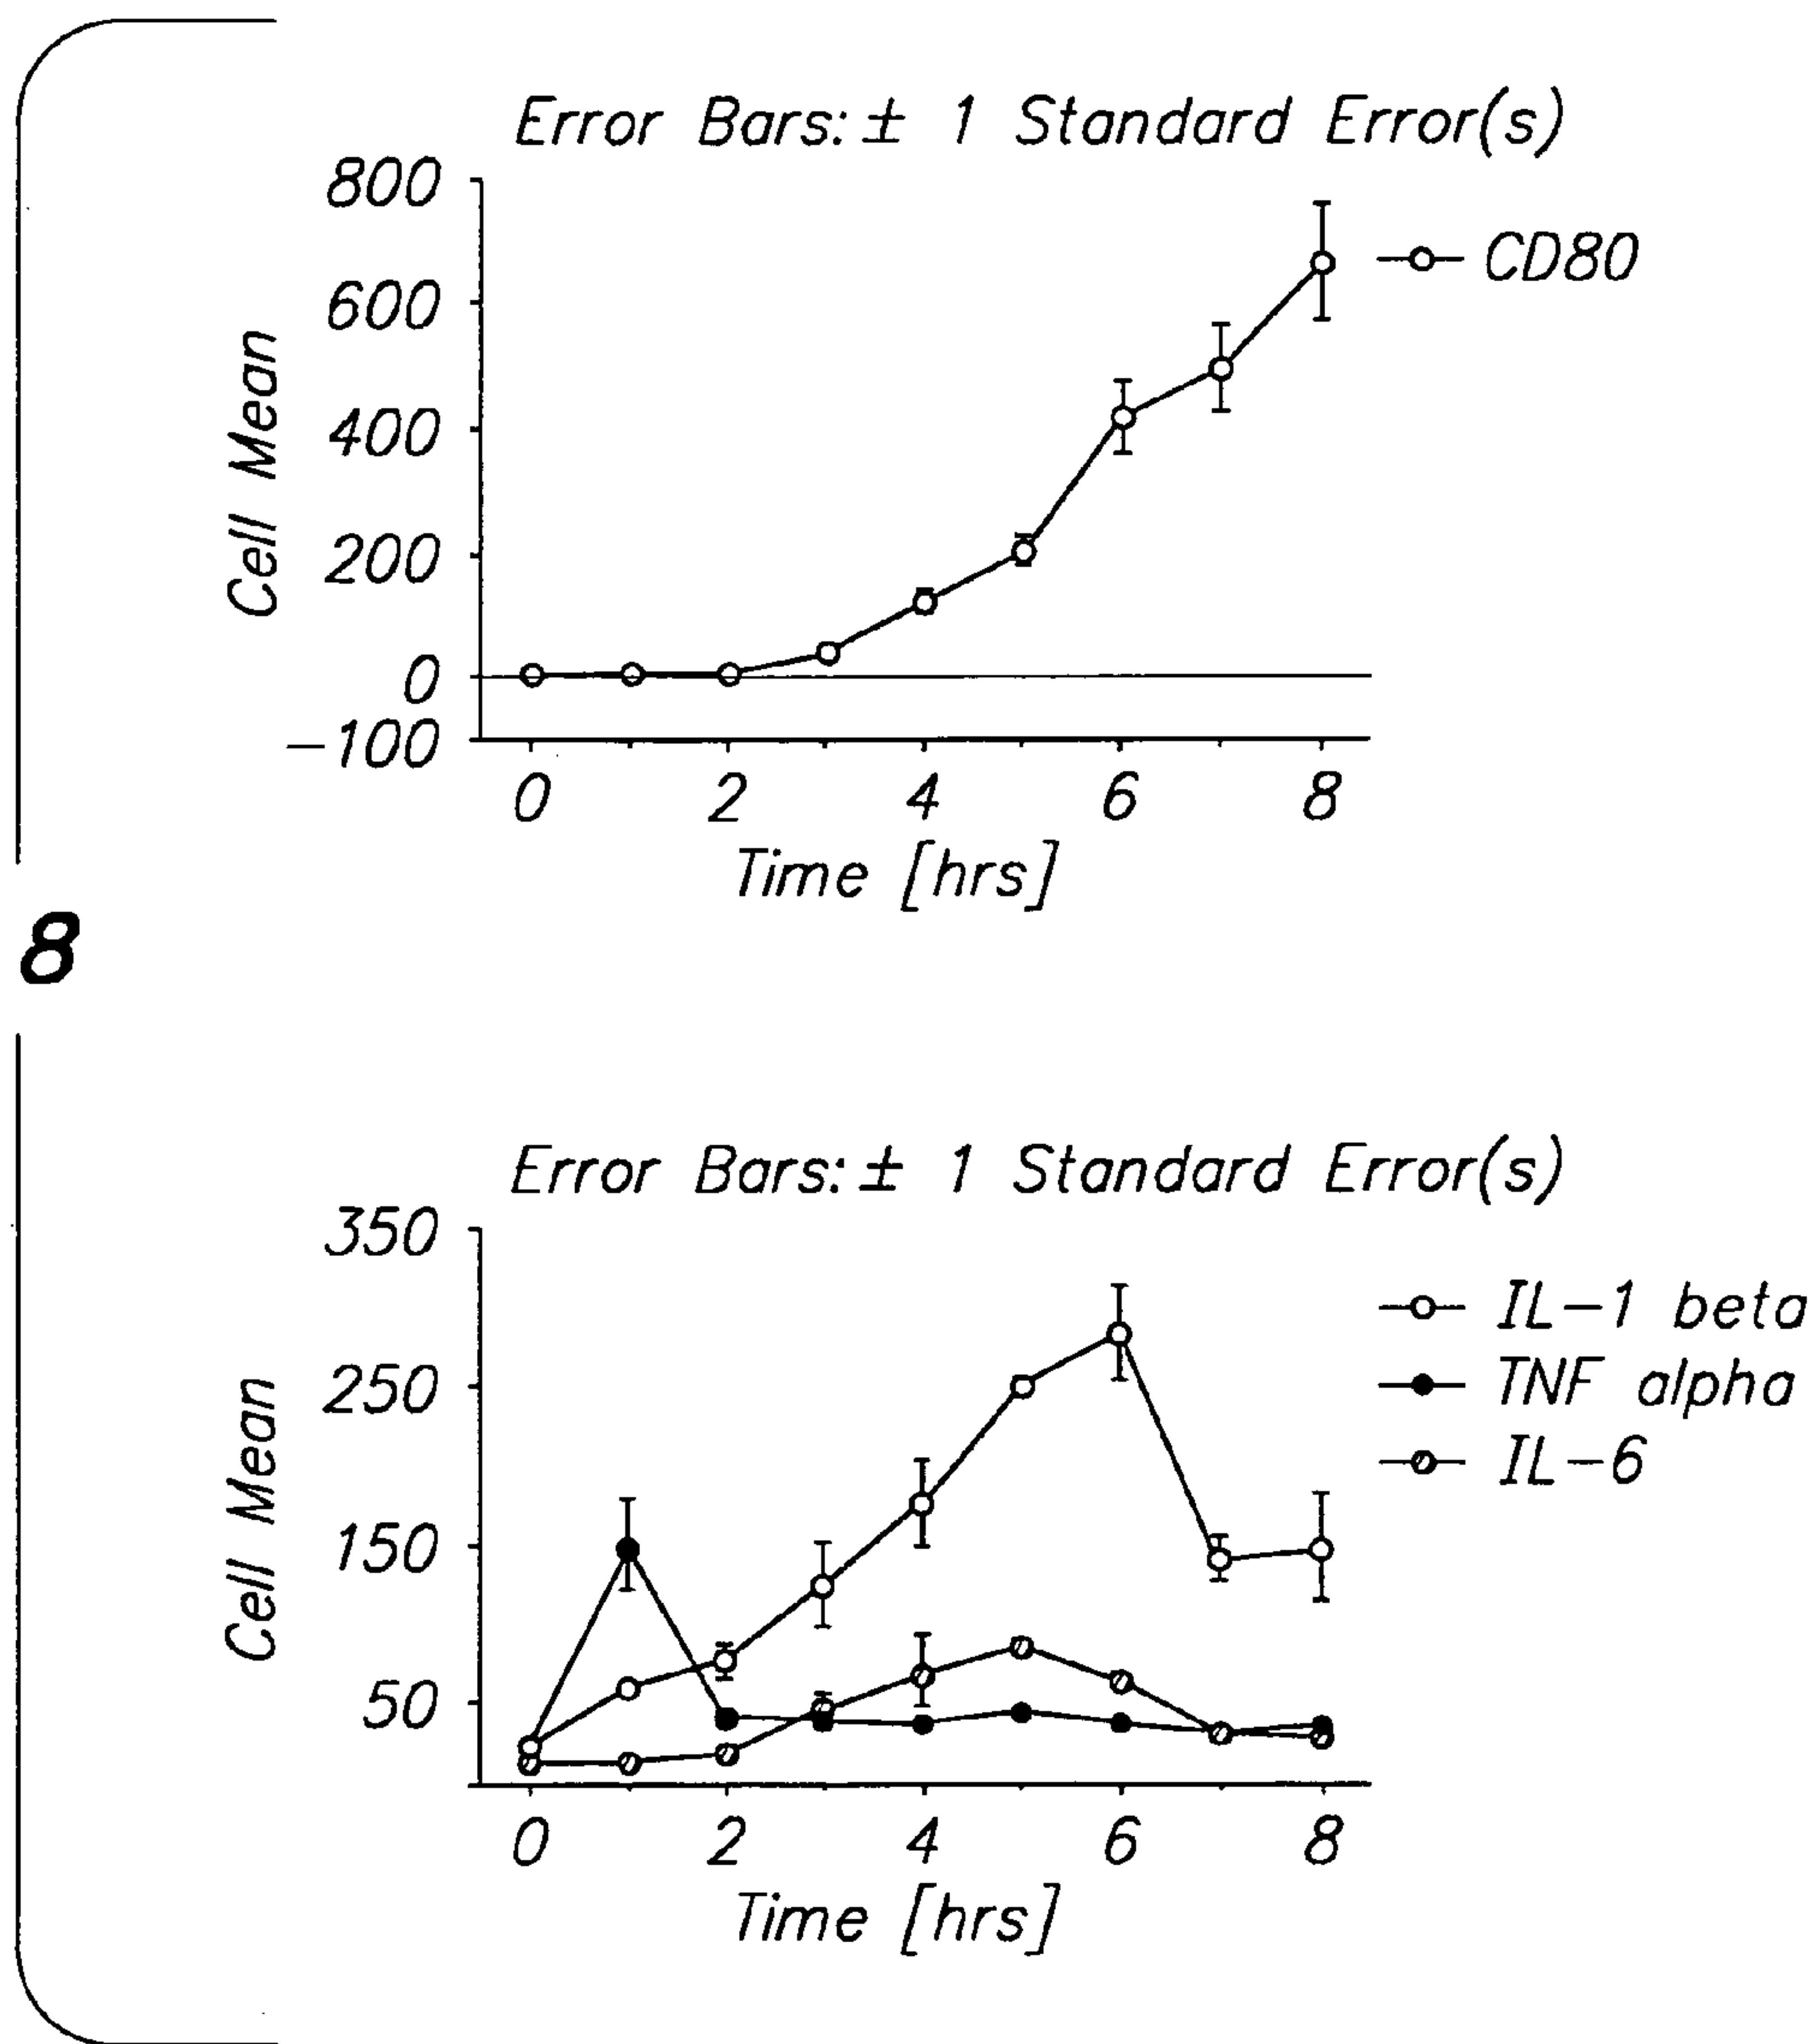 Error Bars: ± 1 Standard Error(s)
800
600
400
200
0
−100
Cell Mean
CD80
0 2 4 6 8
Time [hrs]
8
Error Bars: ± 1 Standard Error(s)
350
250
150
50
Cell Mean
IL−1 beta
TNF alpha
IL−6
0 2 4 6 8
Time [hrs]